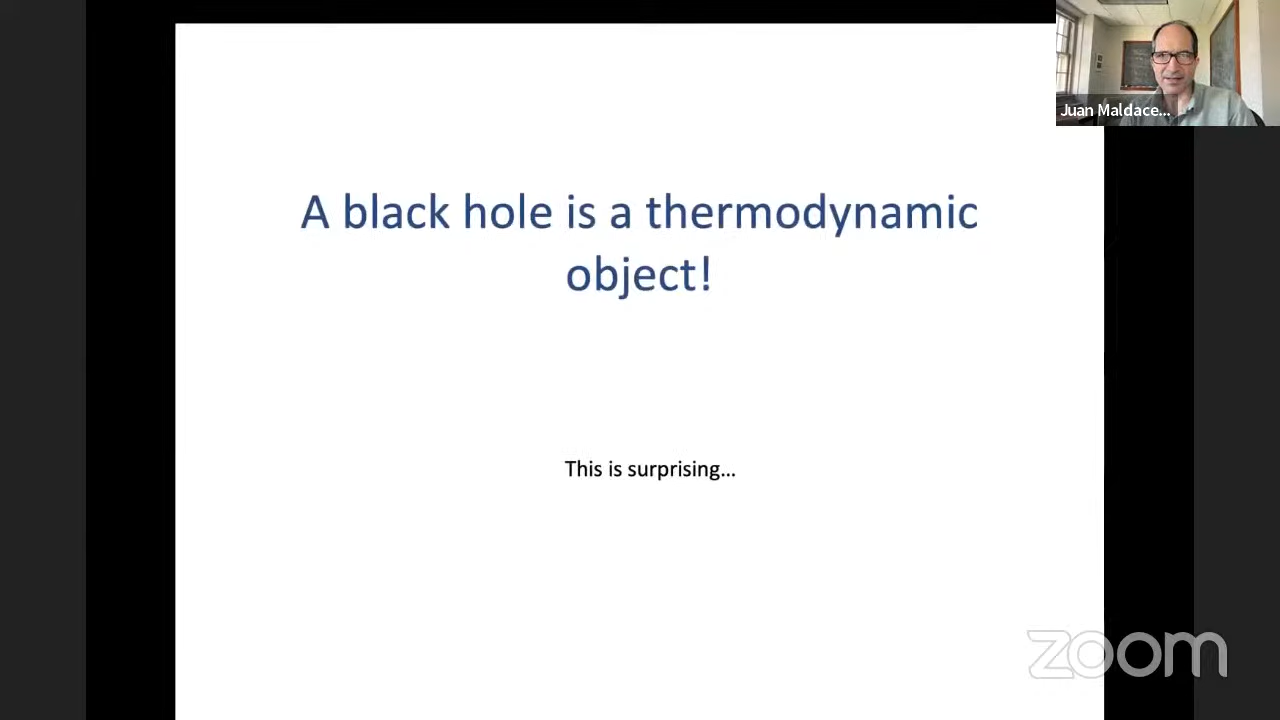 Juan Maldace...
A black hole is a thermodynamic
object!
This is surprising...
zoom